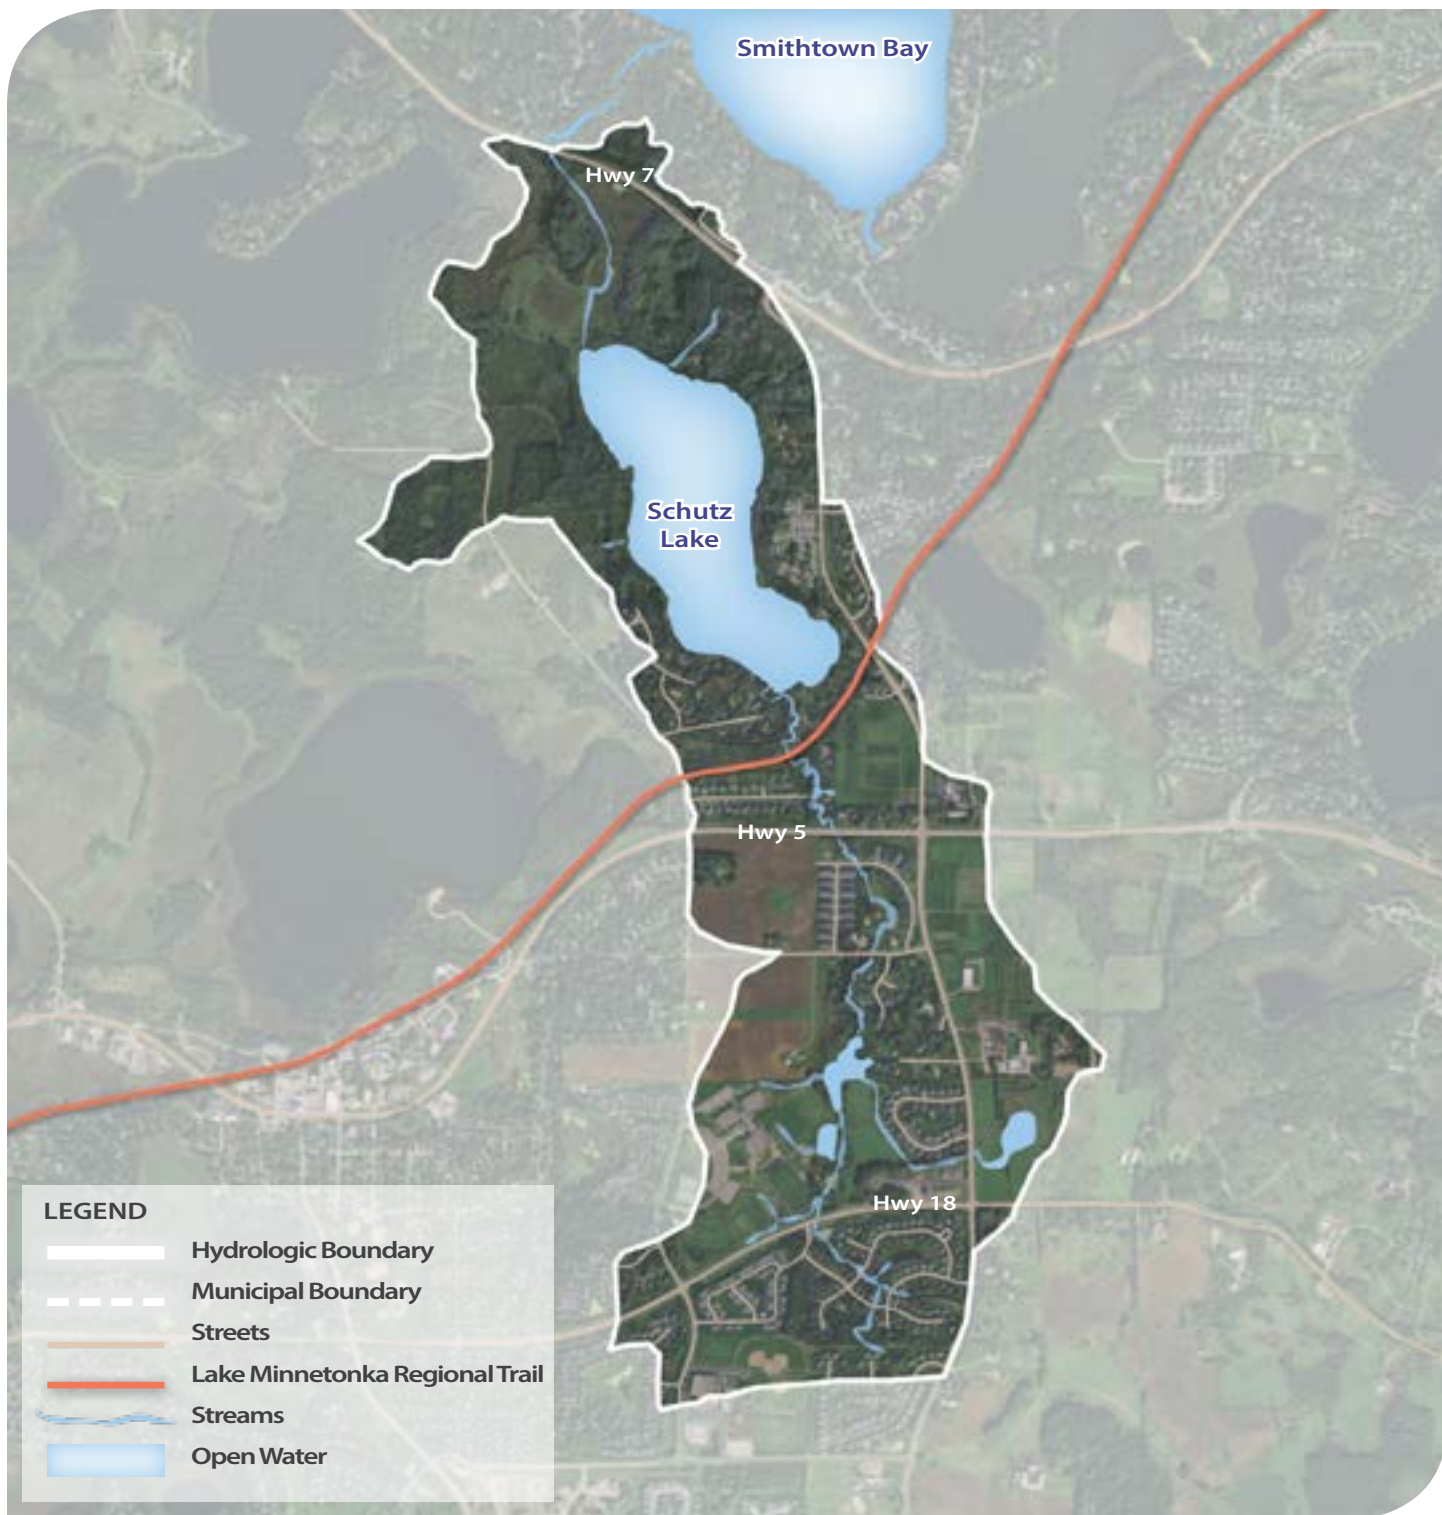 Smithtown Bay
Hwy 7
Schutz
Lake
Hwy 5
Hwy 18
LEGEND
Hydrologic Boundary
Municipal Boundary
Streets
Lake Minnetonka Regional Trail
Streams
Open Water